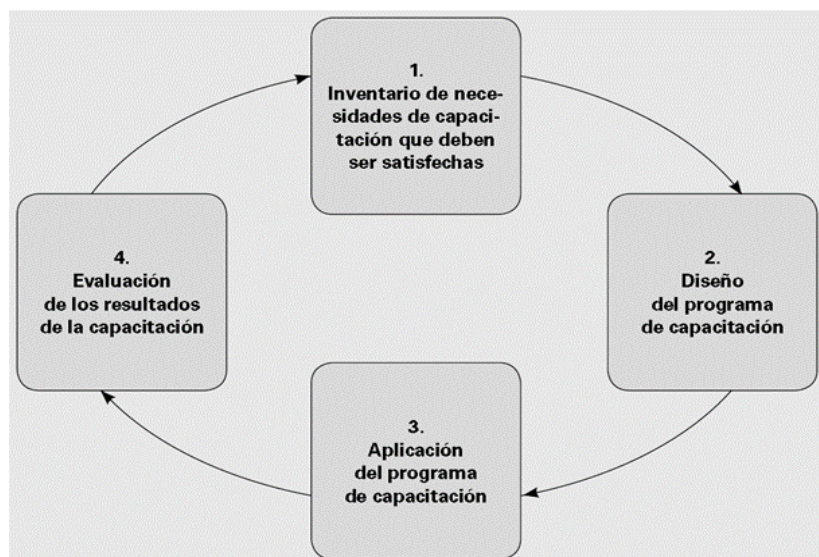 1.
Inventario de nece-
sidades de capaci-
tación que deben
ser satisfechas
2.
Diseño
del programa
de capacitación
3.
Aplicación
del programa
de capacitación
4.
Evaluación
de los resultados
de la capacitación